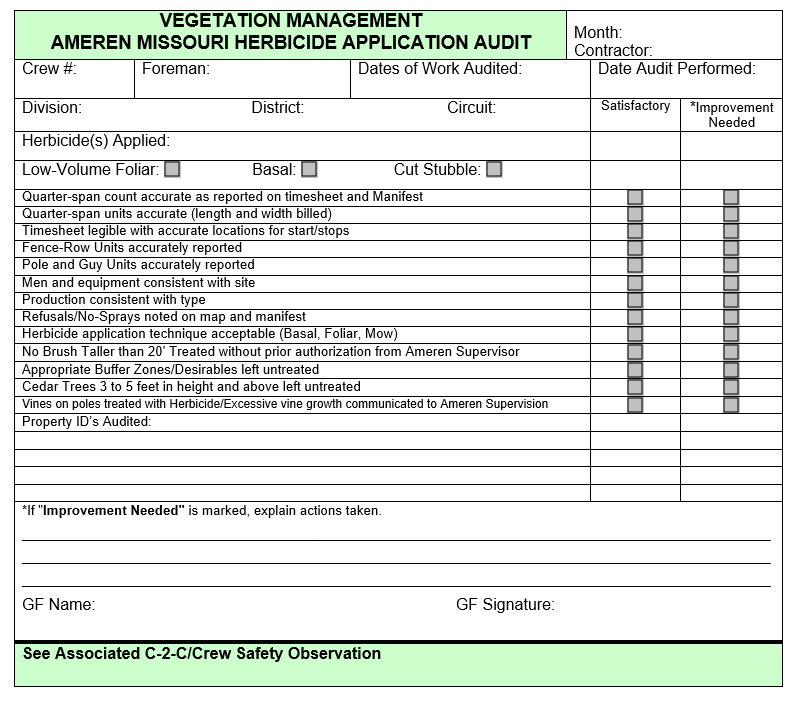 VEGETATION MANAGEMENT
AMEREN MISSOURI HERBICIDE APPLICATION AUDIT
Month:
Contractor:
Crew #: Foreman: Dates of Work Audited: Date Audit Performed:
Division: District: Circuit: Satisfactory *Improvement
Needed
Herbicide(s) Applied:
Low-Volume Foliar: Basal: Cut Stubble:
Quarter-span count accurate as reported on timesheet and Manifest
Quarter-span units accurate (length and width billed)
Timesheet legible with accurate locations for start/stops
Fence-Row Units accurately reported
Pole and Guy Units accurately reported
Men and equipment consistent with site
Production consistent with type
Refusals/No-Sprays noted on map and manifest
Herbicide application technique acceptable (Basal, Foliar, Mow)
No Brush Taller than 20' Treated without prior authorization from Ameren Supervisor
Appropriate Buffer Zones/Desirables left untreated
Cedar Trees 3 to 5 feet in height and above left untreated
Vines on poles treated with Herbicide/Excessive vine growth communicated to Ameren Supervision
Property ID's Audited:
*If "Improvement Needed" is marked, explain actions taken.
GF Name: GF Signature:
See Associated C-2-C/Crew Safety Observation